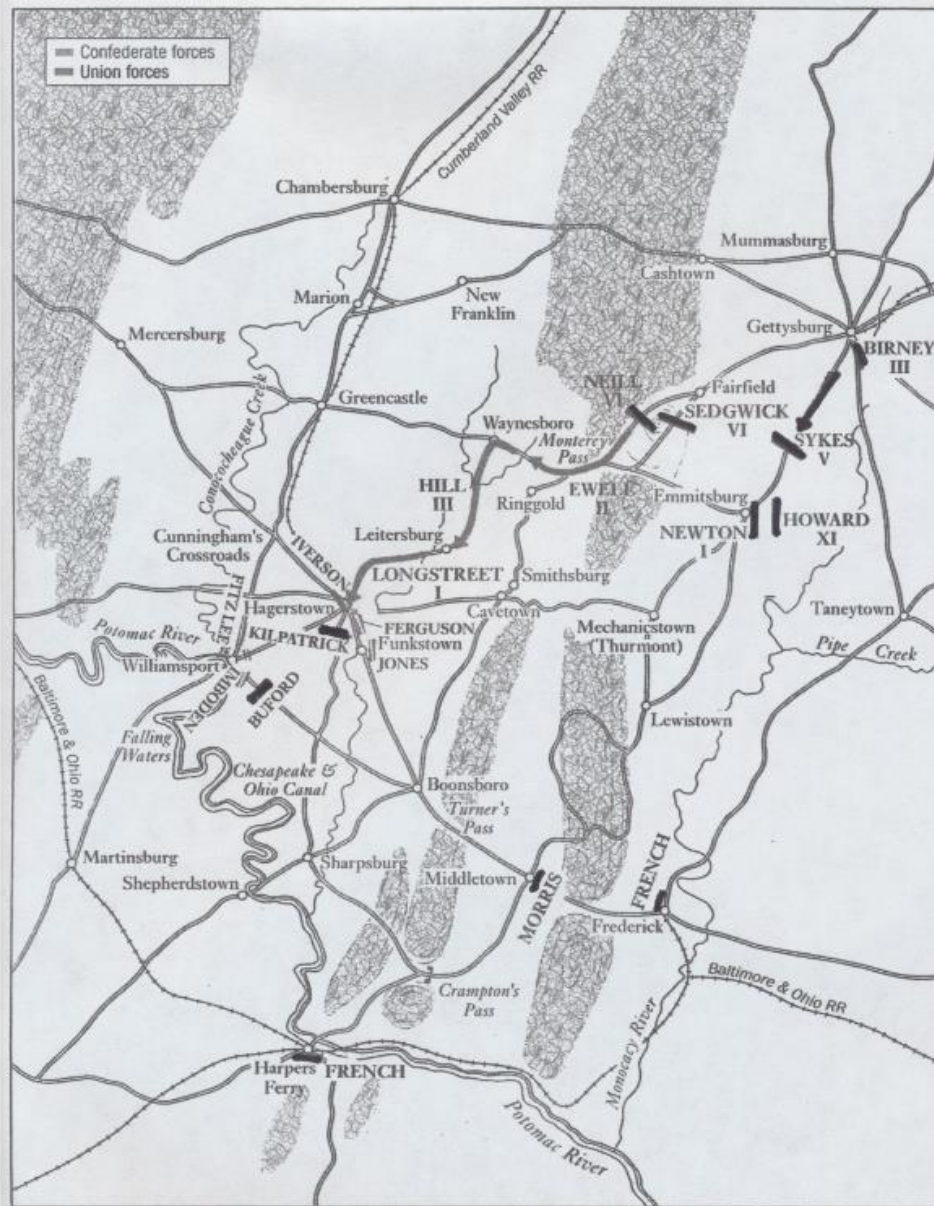 Confederate forces
Union forces
Cumberland Valley RR
Chambersburg
Mummasburg
Cashtown
Marion
New
Franklin
Gettysburg
Mercersburg
BIRNEY
III
Conococheague Creek
Greencastle
NEILL
VI
Fairfield
SEDGWICK
VI
Waynesboro
Monterey
Pass
SYKES
V
HILL
III
Ringgold
EWELL
II
Emmitsburg
NEWTON
I
HOWARD
XI
Cunningham's
Crossroads
IVERSON
Leitersburg
LONGSTREET
I
Smithsburg
FITZ LEE
Hagerstown
Cavetown
Taneytown
Potomac River
KILPATRICK
FERGUSON
Funkstown
JONES
Mechanicstown
(Thurmont)
Pipe Creek
Williamsport
IMBODEN
BUFORD
Baltimore & Ohio RR
Falling
Waters
Lewistown
Chesapeake &
Ohio Canal
Boonsboro
Turner's
Pass
Martinsburg
Sharpsburg
Shepherdstown
Middletown
MORRIS
FRENCH
Frederick
Crampton's
Pass
Baltimore & Ohio RR
Monocacy River
Harpers
Ferry
FRENCH
Potomac River